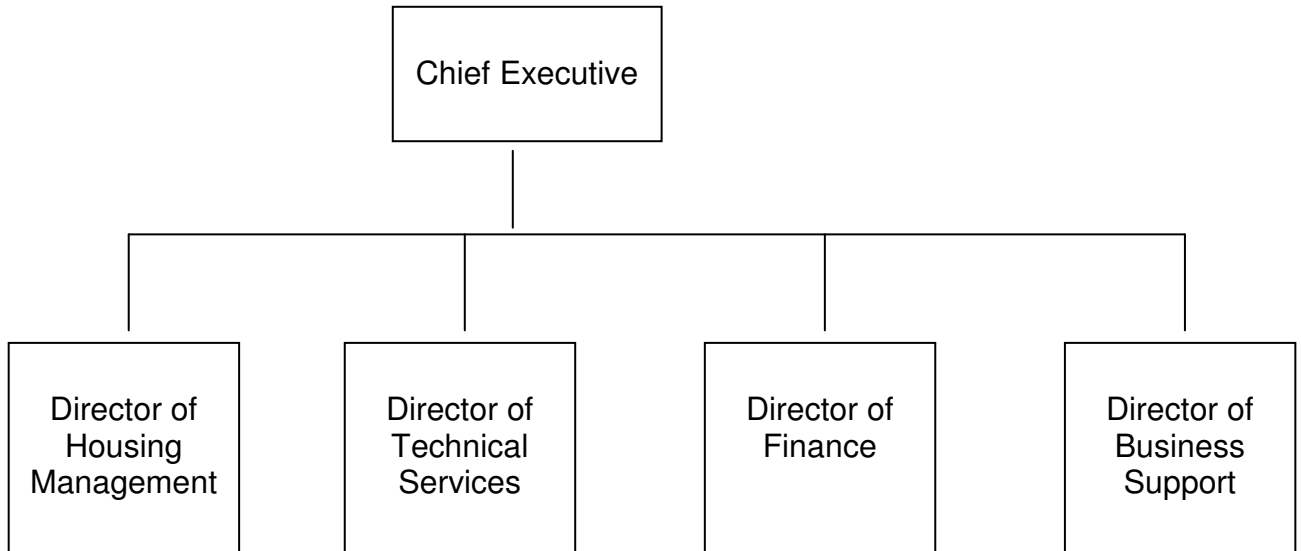 Chief Executive
Director of
Housing
Management
Director of
Technical
Services
Director of
Finance
Director of
Business
Support